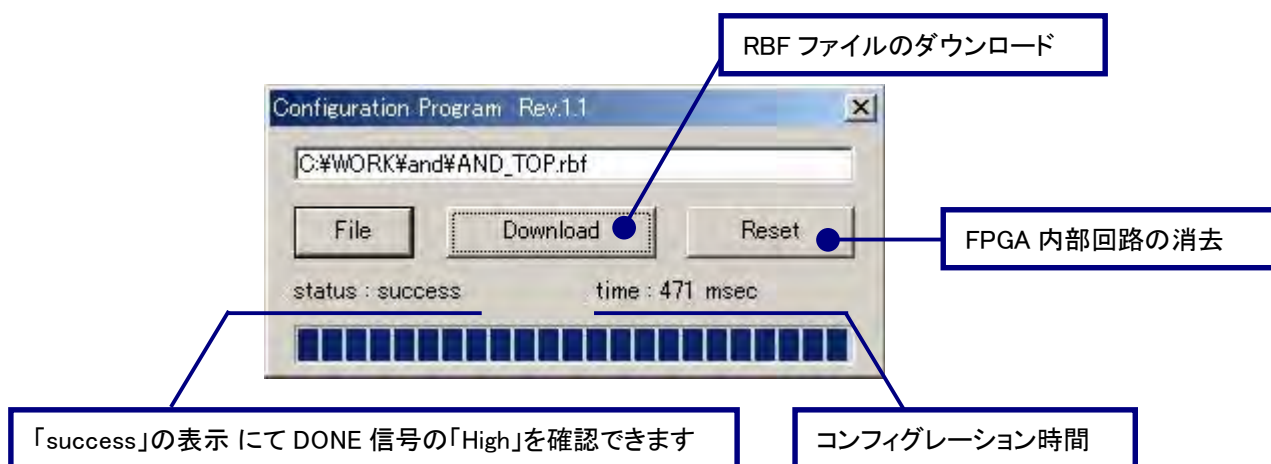 RBF ファイルのダウンロード
Configuration Program Rev.1.1
C:¥WORK¥and¥AND_TOP.rbf
File Download Reset
FPGA 内部回路の消去
status : success time : 471 msec
「success」の表示 にて DONE 信号の「High」を確認できます
コンフィグレーション時間